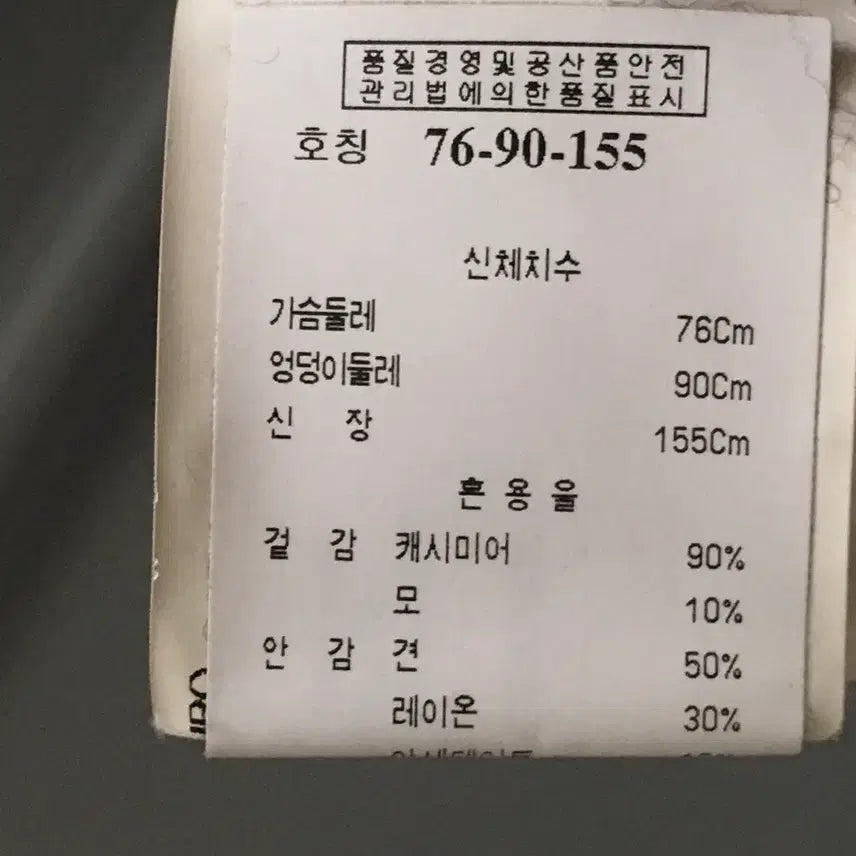 품질경영및공산품안전
관리법에의한품질표시
호칭 76-90-155
신체치수
가슴둘레 76Cm
엉덩이둘레 90Cm
신 장 155Cm
혼 용 율
겉 감 캐시미어 90%
모 10%
안 감 견 50%
레이온 30%